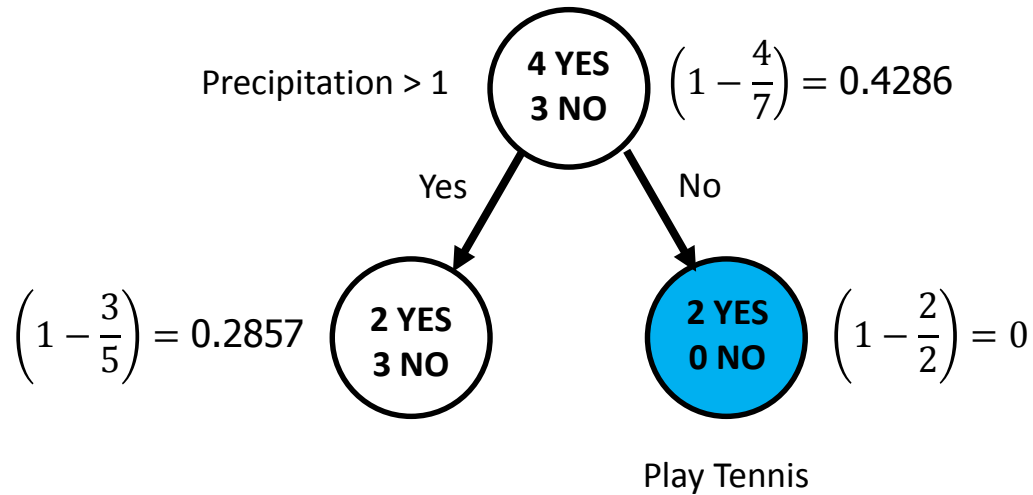 Precipitation > 1
4 YES
3 NO
(1 − 4/7) = 0.4286
Yes
No
(1 − 3/5) = 0.2857
2 YES
3 NO
2 YES
0 NO
(1 − 2/2) = 0
Play Tennis